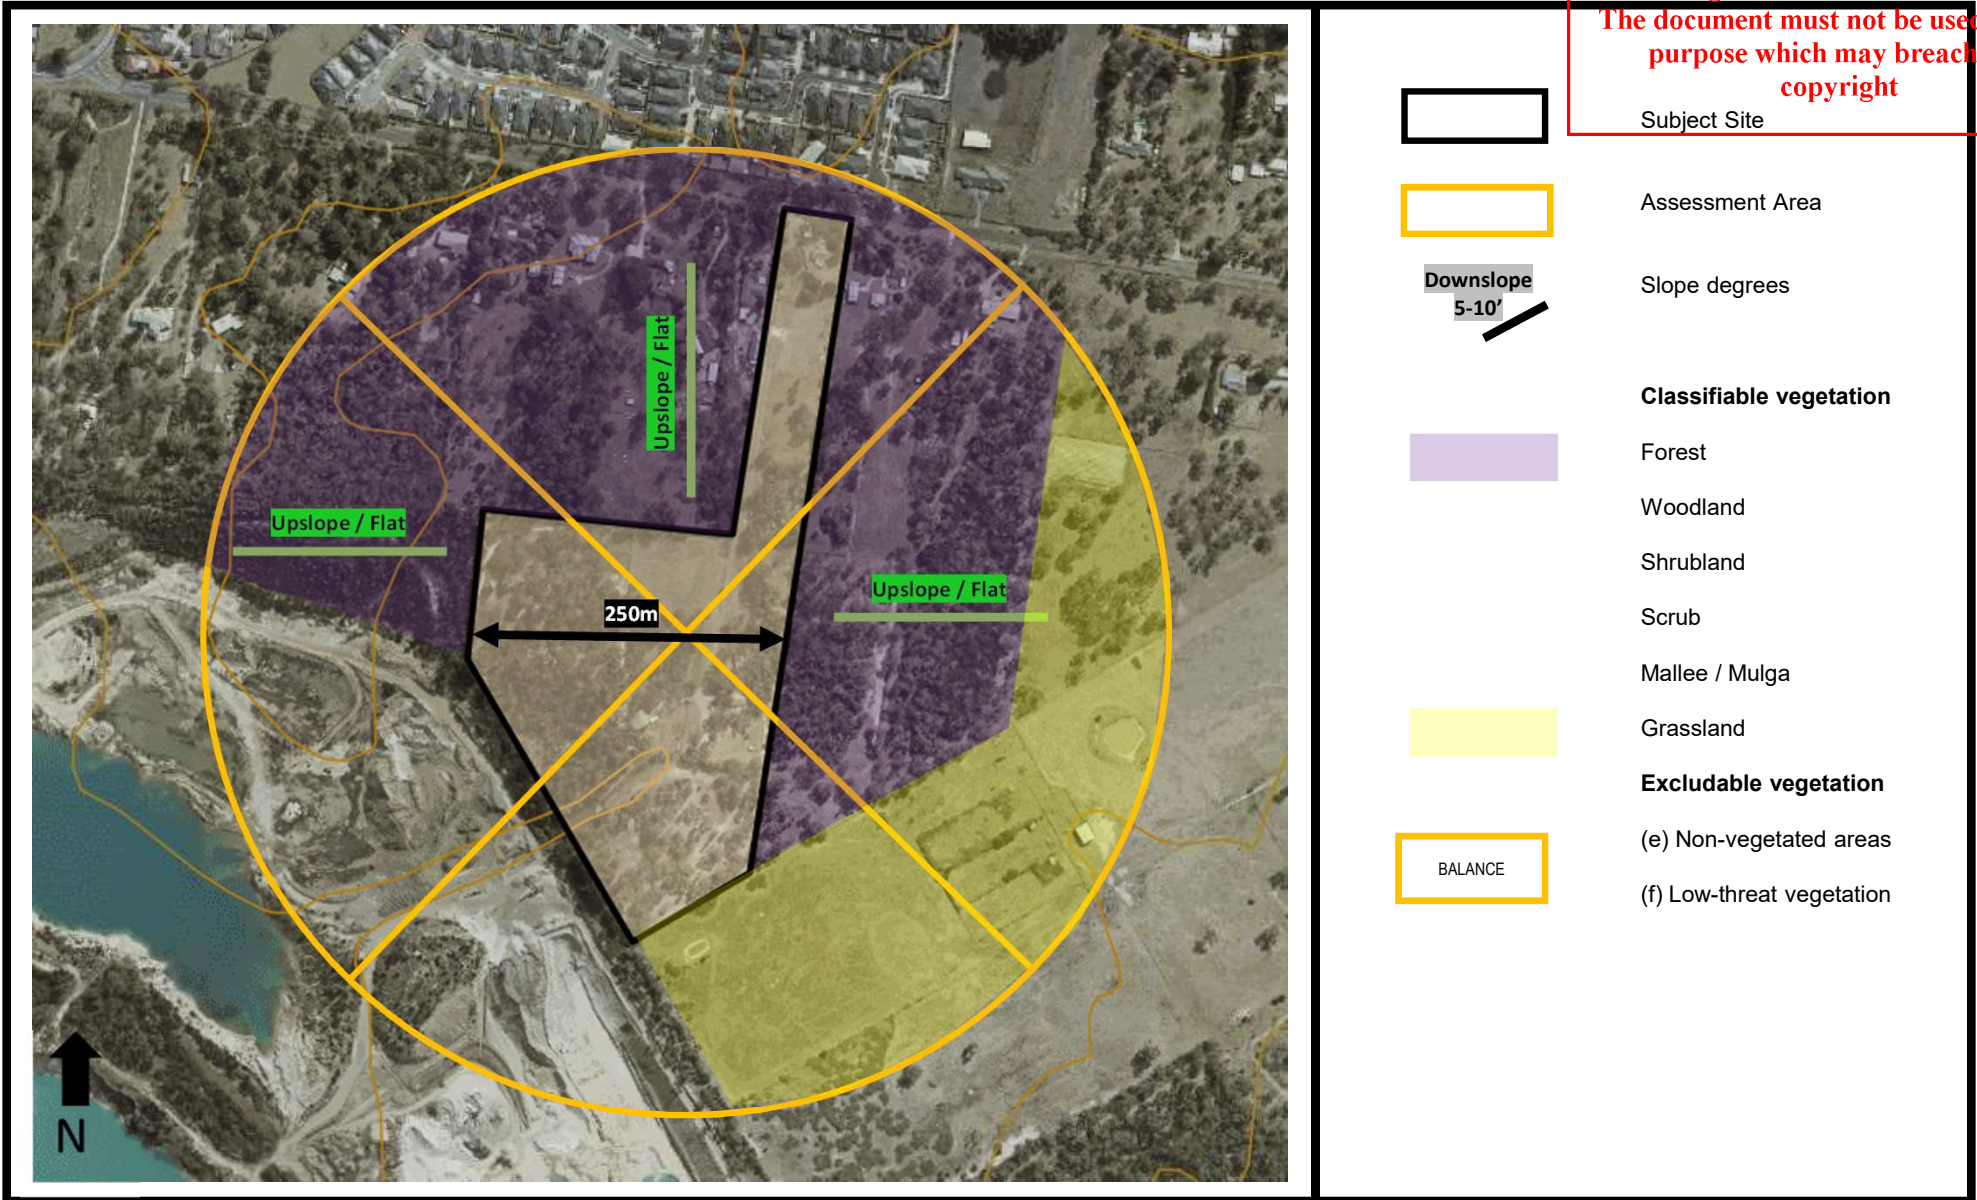 The document must not be used
purpose which may breach
copyright
Subject Site
Assessment Area
Downslope
5-10’
Slope degrees
Classifiable vegetation
Forest
Woodland
Shrubland
Scrub
Mallee / Mulga
Grassland
Excludable vegetation
(e) Non-vegetated areas
BALANCE
(f) Low-threat vegetation
Upslope / Flat
Upslope / Flat
Upslope / Flat
250m
N